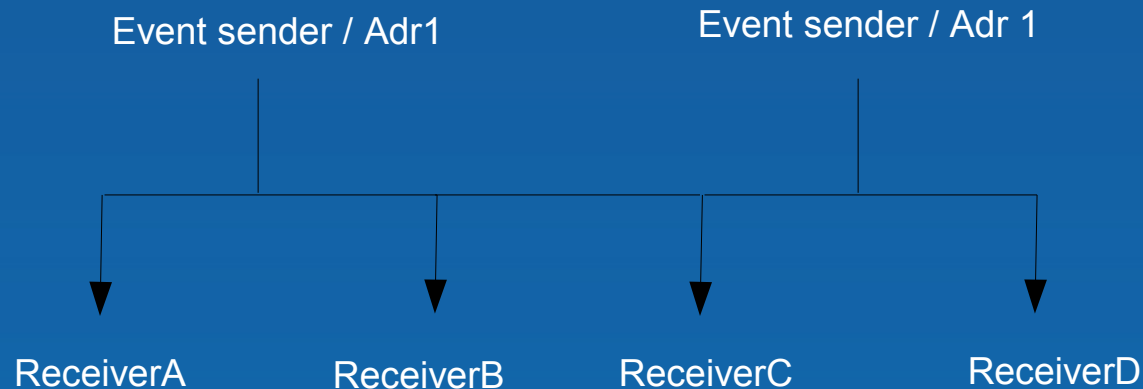 Event sender / Adr1
Event sender / Adr 1
ReceiverA
ReceiverB
ReceiverC
ReceiverD